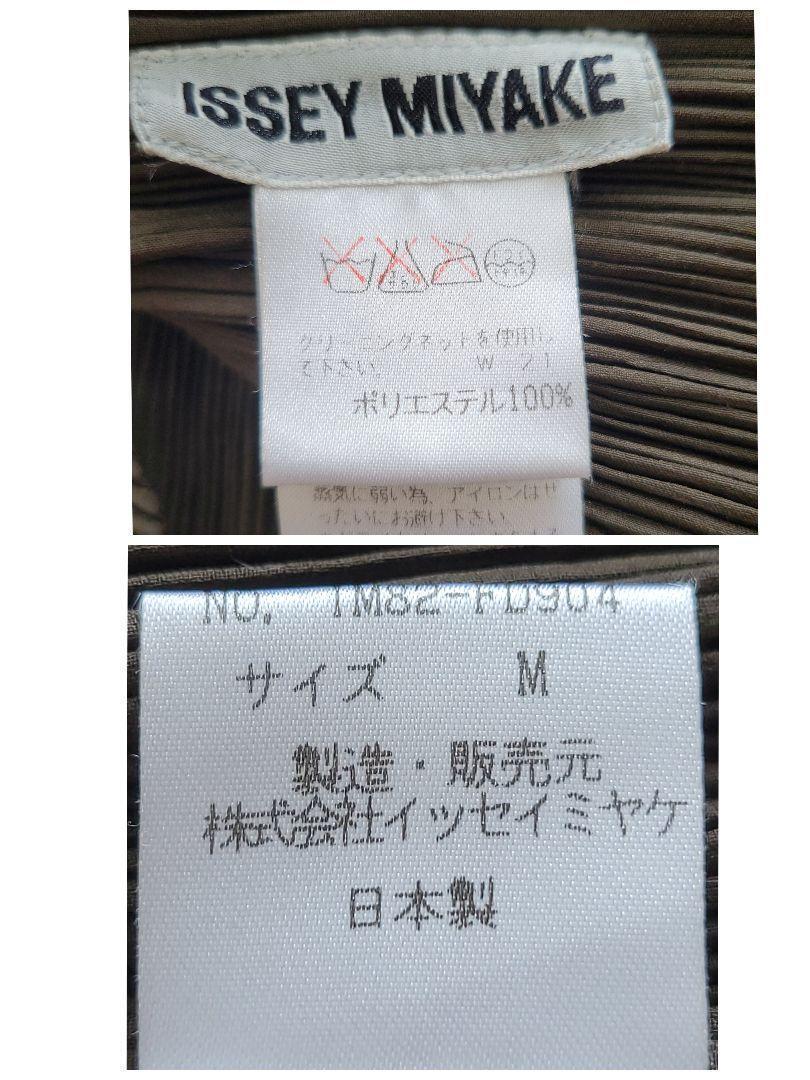 ISSEY MIYAKE
クリーニングネットを使用し
て下さい。 W 21
ポリエステル100%
蒸気に弱い為、アイロンはぜ
ったいにお避け下さい
NO. IM82-FD904
サイズ M
製造・販売元
株式会社イッセイミヤケ
日本製